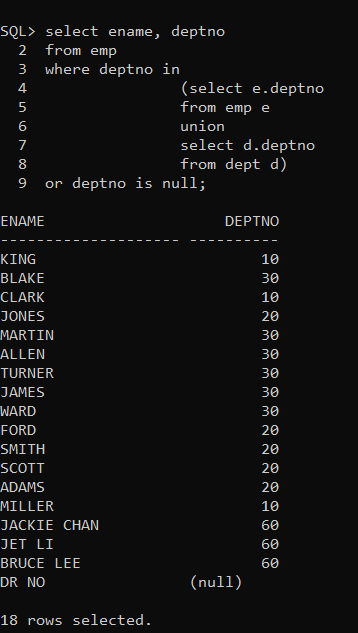 SQL> select ename, deptno
  2  from emp
  3  where deptno in
  4                 (select e.deptno
  5                 from emp e
  6                 union
  7                 select d.deptno
  8                 from dept d)
  9  or deptno is null;
ENAME                    DEPTNO
-------------------- ----------
KING                         10
BLAKE                        30
CLARK                        10
JONES                        20
MARTIN                       30
ALLEN                        30
TURNER                       30
JAMES                        30
WARD                         30
FORD                         20
SMITH                        20
SCOTT                        20
ADAMS                        20
MILLER                       10
JACKIE CHAN                  60
JET LI                       60
BRUCE LEE                    60
DR NO                (null)
18 rows selected.